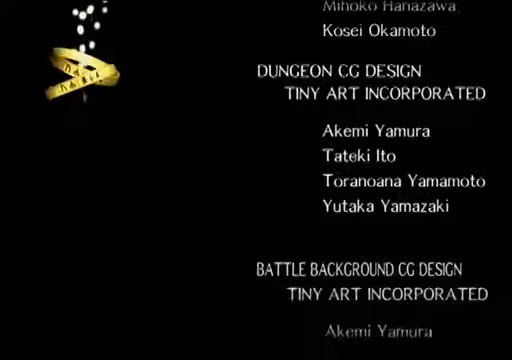 Mihoko Hanazawa
Kosei Okamoto
DUNGEON CG DESIGN
TINY ART INCORPORATED
Akemi Yamura
Tateki Ito
Toranoana Yamamoto
Yutaka Yamazaki
BATTLE BACKGROUND CG DESIGN
TINY ART INCORPORATED
Akemi Yamura